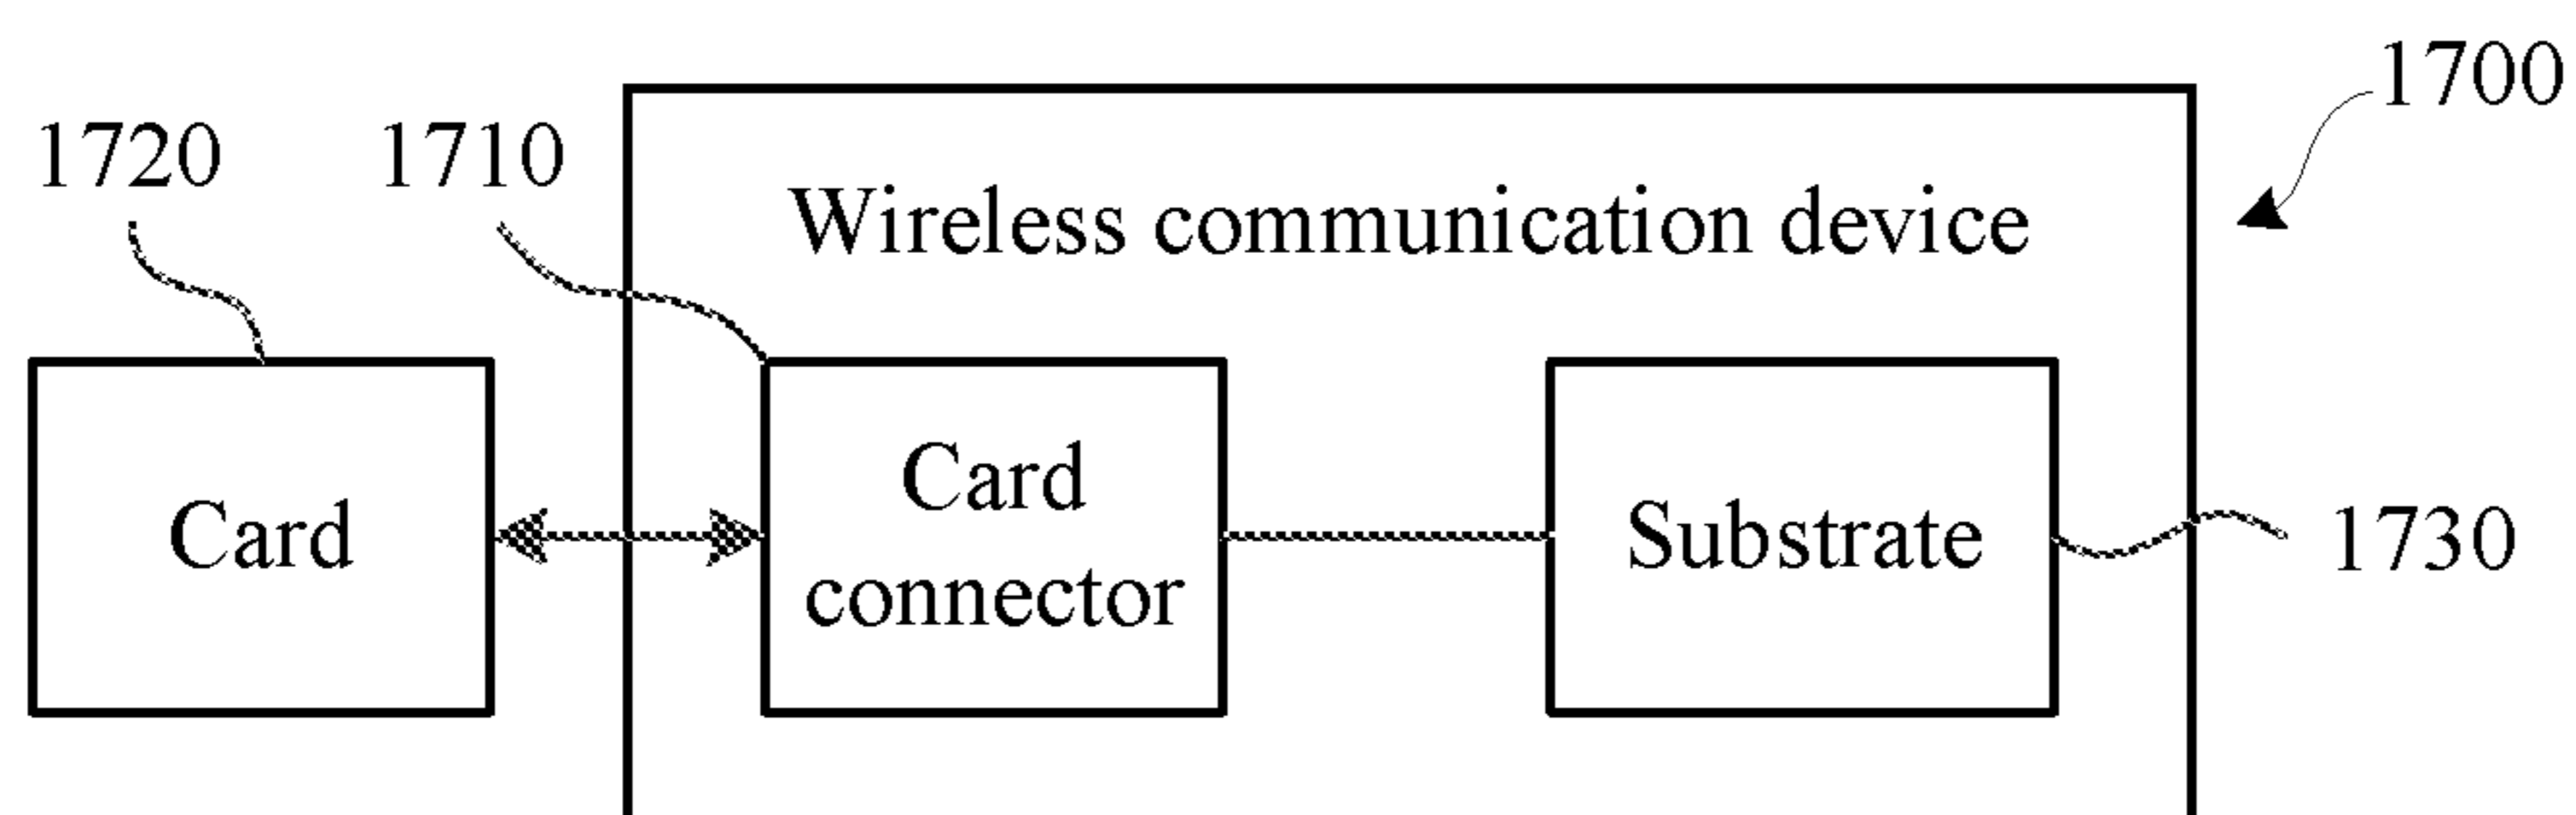 1700
1720
1710
Wireless communication device
Card
Card
connector
Substrate
1730